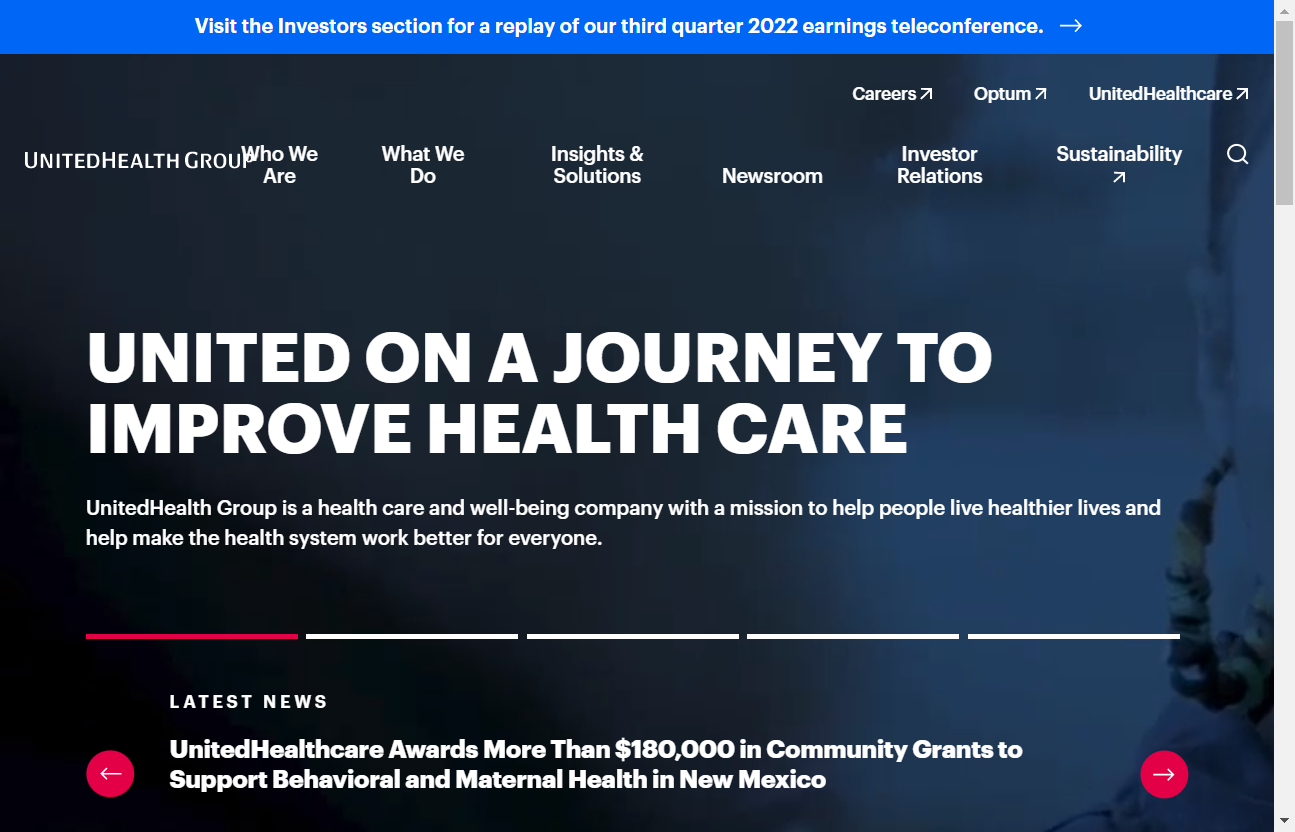 Visit the Investors section for a replay of our third quarter 2022 earnings teleconference.
Careers
Optum
UnitedHealthcare
UNITEDHEALTH GROUP
Who We
Are
What We
Do
Insights &
Solutions
Newsroom
Investor
Relations
Sustainability
UNITED ON A JOURNEY TO
IMPROVE HEALTH CARE
UnitedHealth Group is a health care and well-being company with a mission to help people live healthier lives and
help make the health system work better for everyone.
LATEST NEWS
UnitedHealthcare Awards More Than $180,000 in Community Grants to
Support Behavioral and Maternal Health in New Mexico